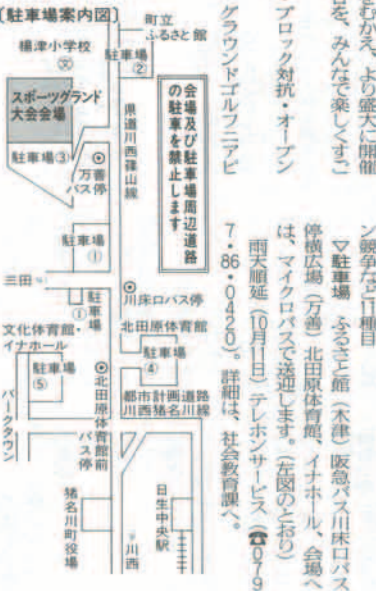 をむかえ、より盛大に開催
を、みんなで楽しくすご
ブロック対抗・オープン
グラウンドゴルフニアピ
ン競争など11種目
▽駐車場 ふるさと館（木津）阪急バス川床口バス
停横広場（万善）北田原体育館、イナホール、会場へ
は、マイクロバスで送迎します。（左図のとおり）
雨天順延（10月11日）テレホンサービス（☎079
7・86・0420）。詳細は、社会教育課へ。
〔駐車場案内図〕
町立
ふるさと館
楊津小学校
文
駐車場
②
会場及び駐車場周辺道路
の駐車を禁止します
スポーツグランド
大会会場
県道川西篠山線
駐車場③
万善
バス停
駐車場
①
三田
川床口バス停
駐車場
①
文化体育館・
イナホール
北田原体育館
駐車場
④
駐車場
⑤
北田原体育館前
バス停
都市計画道路
川西猪名川線
パークタウン
猪名川町役場
日生中央駅
川西